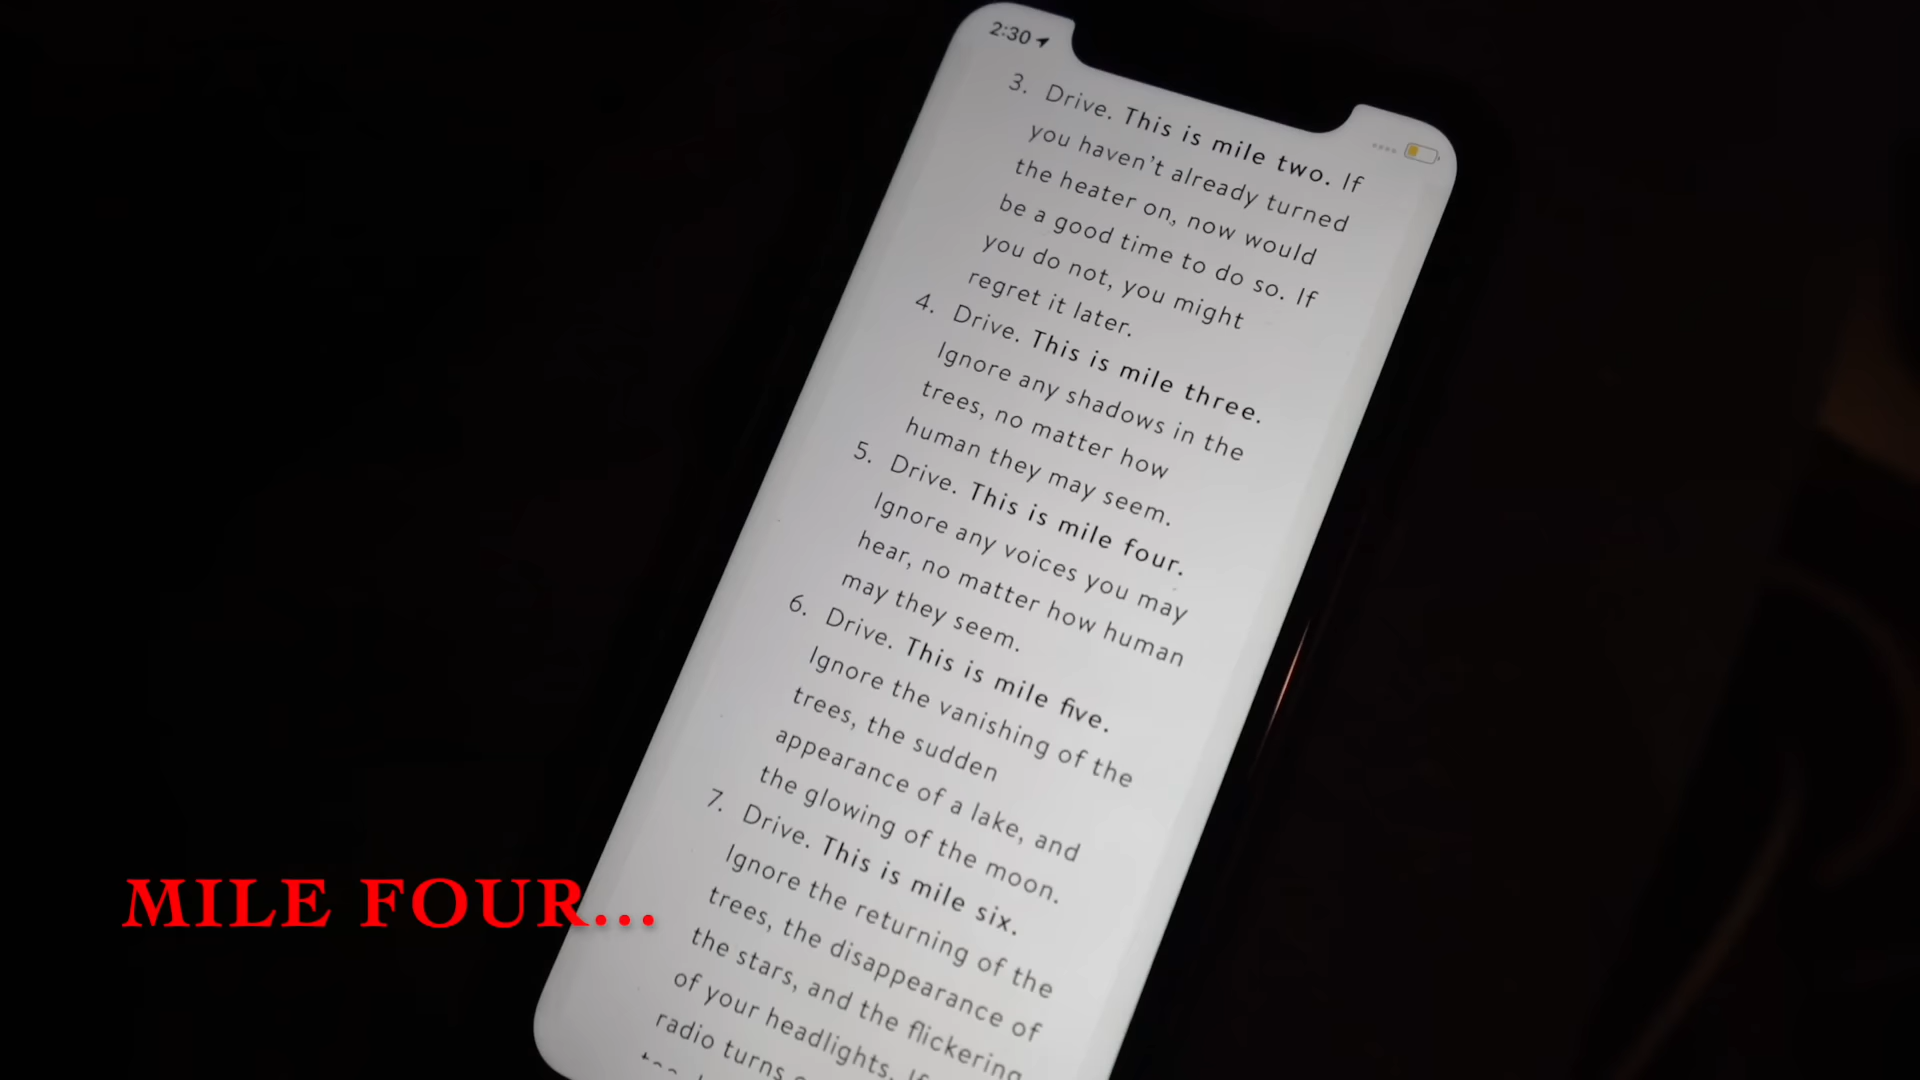 2:30
3. Drive. This is mile two. If
you haven't already turned
the heater on, now would
be a good time to do so. If
you do not, you might
regret it later.
4. Drive. This is mile three.
Ignore any shadows in the
trees, no matter how
human they may seem.
5. Drive. This is mile four.
Ignore any voices you may
hear, no matter how human
may they seem.
6. Drive. This is mile five.
Ignore the vanishing of the
trees, the sudden
appearance of a lake, and
the glowing of the moon.
7. Drive. This is mile six.
Ignore the returning of the
trees, the disappearance of
the stars, and the flickering
of your headlights. If
radio turns
MILE FOUR...